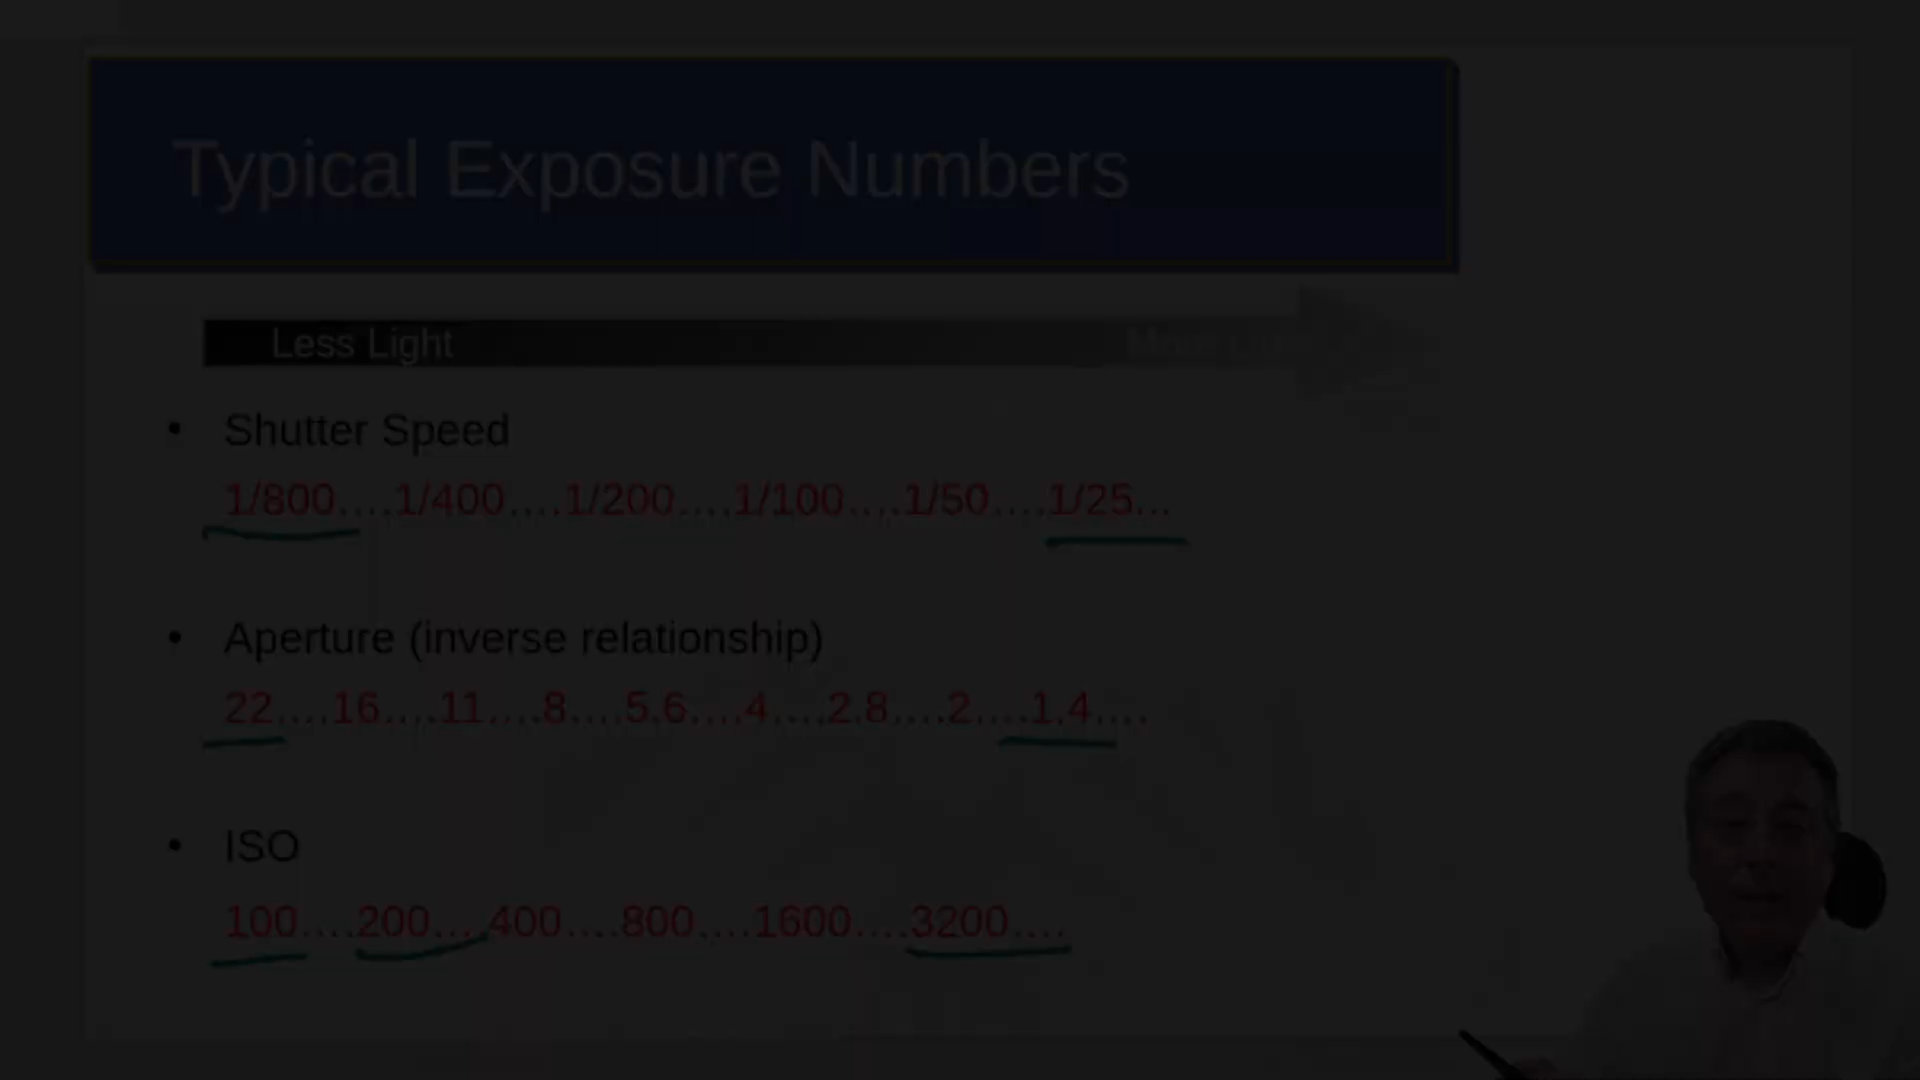 Typical Exposure Numbers
Less Light More
• Shutter Speed
1/800....1/400....1/200....1/100....1/50....1/25...
• Aperture (inverse relationship)
22....16....11....8....5.6....4....2.8....2....1.4....
• ISO
100....200....400....800....1600....3200....